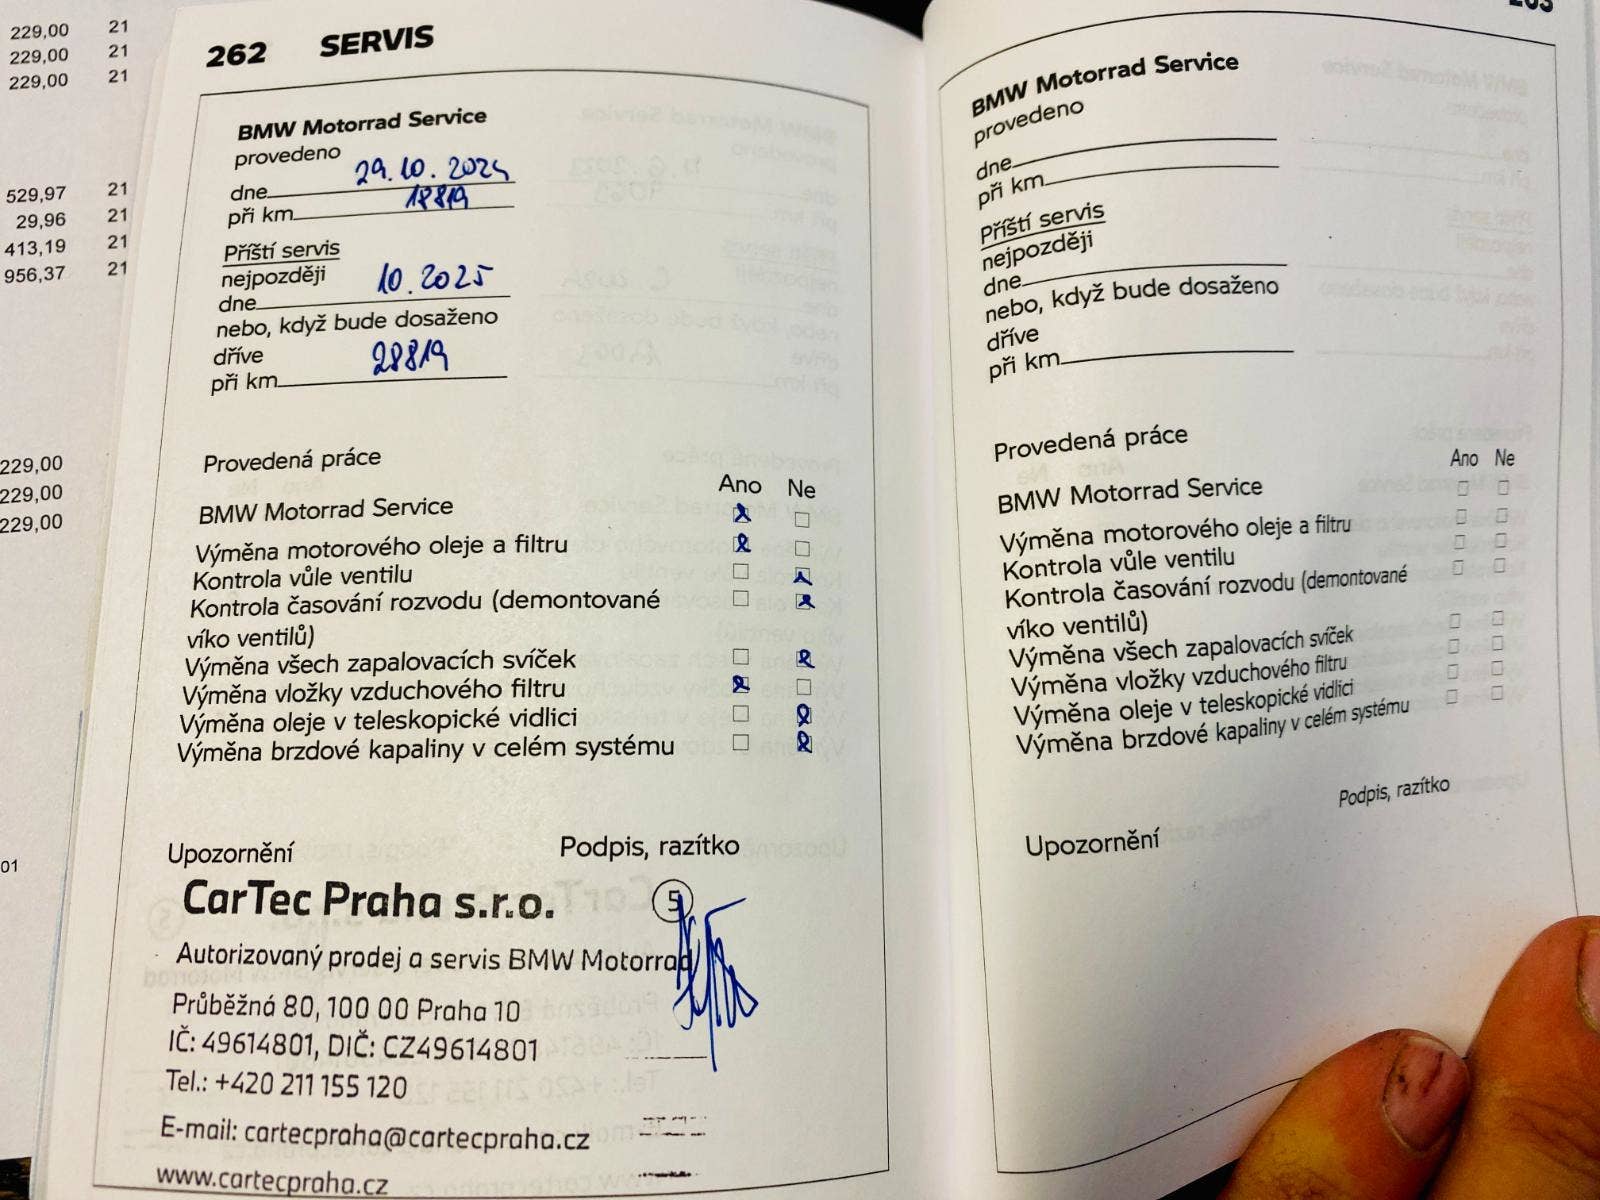 229,00 21
229,00 21
229,00 21
529,97 21
29,96 21
413,19 21
956,37 21
229,00
229,00
229,00
01
262 SERVIS
BMW Motorrad Service
provedeno
dne 29.10.2024
při km 18819
Příští servis
nejpozději
dne 10.2025
nebo, když bude dosaženo
dříve
při km 28819
Provedená práce
Ano Ne
BMW Motorrad Service
Výměna motorového oleje a filtru
Kontrola vůle ventilu
Kontrola časování rozvodu (demontované
víko ventilů)
Výměna všech zapalovacích svíček
Výměna vložky vzduchového filtru
Výměna oleje v teleskopické vidlici
Výměna brzdové kapaliny v celém systému
Upozornění Podpis, razítko
CarTec Praha s.r.o. 5
Autorizovaný prodej a servis BMW Motorrad
Průběžná 80, 100 00 Praha 10
IČ: 49614801, DIČ: CZ49614801
Tel.: +420 211 155 120
E-mail: cartecpraha@cartecpraha.cz
www.cartecpraha.cz
BMW Motorrad Service
provedeno
dne
při km
Příští servis
nejpozději
dne
nebo, když bude dosaženo
dříve
při km
Provedená práce
Ano Ne
BMW Motorrad Service
Výměna motorového oleje a filtru
Kontrola vůle ventilu
Kontrola časování rozvodu (demontované
víko ventilů)
Výměna všech zapalovacích svíček
Výměna vložky vzduchového filtru
Výměna oleje v teleskopické vidlici
Výměna brzdové kapaliny v celém systému
Podpis, razítko
Upozornění